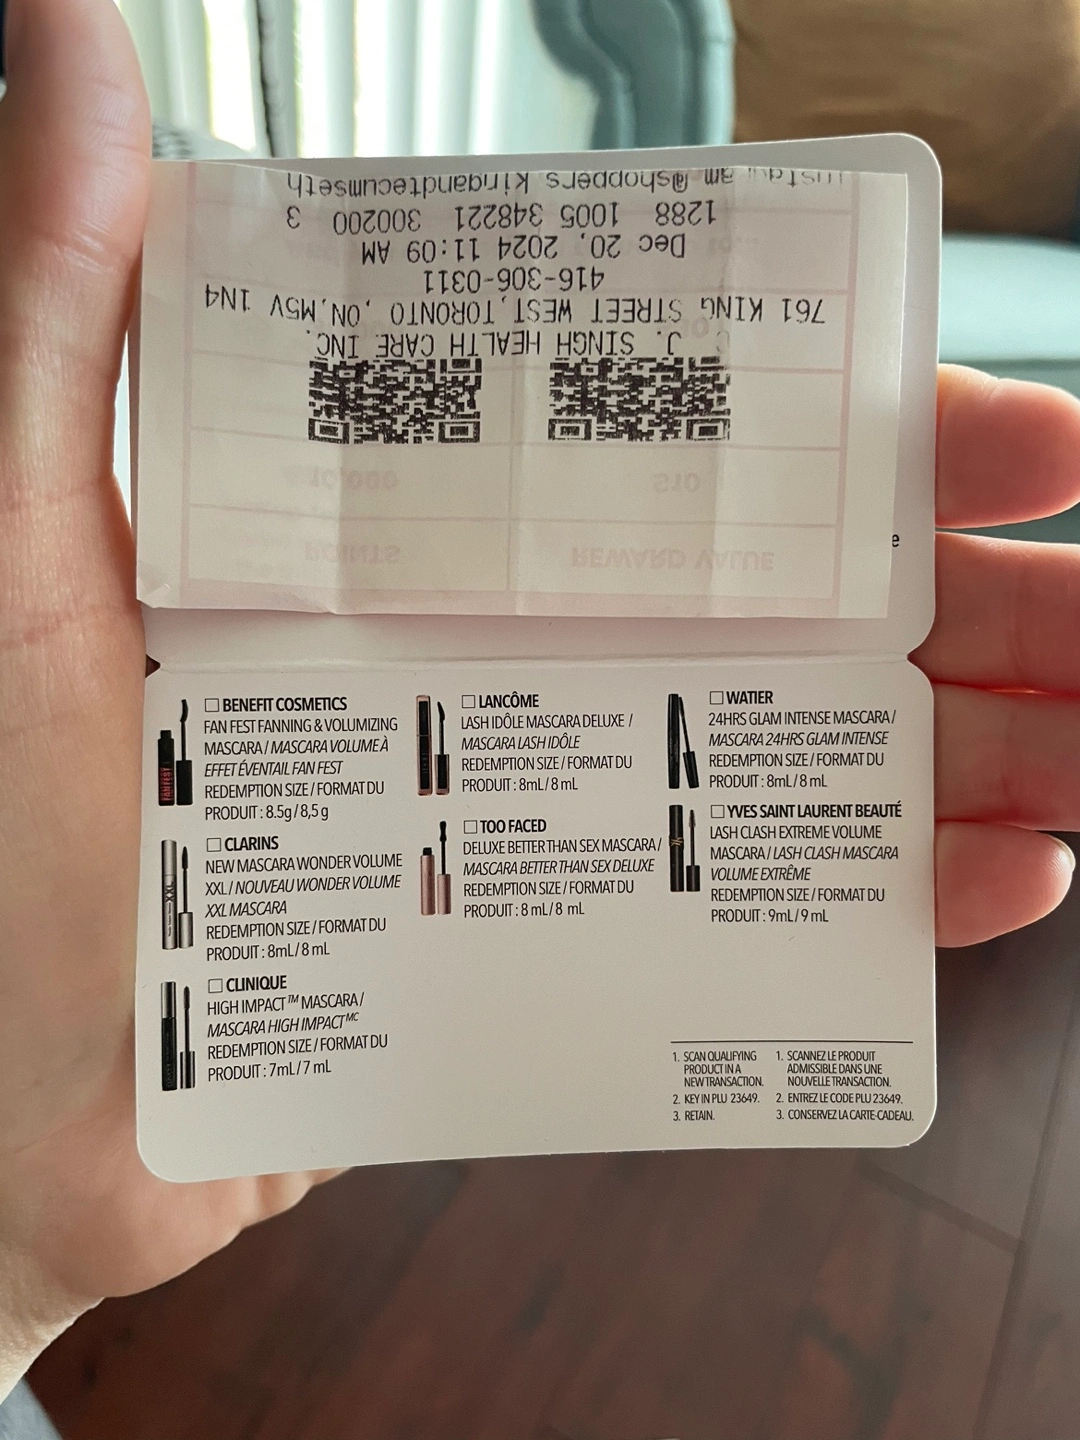 instagram @shoppers_kingandtecumseth
1288 1005 348221 300200 3
Dec 20, 2024 11:09 AM
416-306-0311
761 KING STREET WEST,TORONTO ,ON,M5V 1N4
J. SINGH HEALTH CARE INC.
10,000 $10
POINTS REWARD VALUE
e
BENEFIT COSMETICS
FAN FEST FANNING & VOLUMIZING
MASCARA / MASCARA VOLUME À
EFFET ÉVENTAIL FAN FEST
REDEMPTION SIZE / FORMAT DU
PRODUIT : 8.5g / 8,5 g
CLARINS
NEW MASCARA WONDER VOLUME
XXL / NOUVEAU WONDER VOLUME
XXL MASCARA
REDEMPTION SIZE / FORMAT DU
PRODUIT : 8mL / 8 mL
CLINIQUE
HIGH IMPACT™ MASCARA /
MASCARA HIGH IMPACTMC
REDEMPTION SIZE / FORMAT DU
PRODUIT : 7mL / 7 mL
LANCÔME
LASH IDÔLE MASCARA DELUXE /
MASCARA LASH IDÔLE
REDEMPTION SIZE / FORMAT DU
PRODUIT : 8mL / 8 mL
TOO FACED
DELUXE BETTER THAN SEX MASCARA /
MASCARA BETTER THAN SEX DELUXE
REDEMPTION SIZE / FORMAT DU
PRODUIT : 8 mL / 8 mL
WATIER
24HRS GLAM INTENSE MASCARA /
MASCARA 24HRS GLAM INTENSE
REDEMPTION SIZE / FORMAT DU
PRODUIT : 8mL / 8 mL
YVES SAINT LAURENT BEAUTÉ
LASH CLASH EXTREME VOLUME
MASCARA / LASH CLASH MASCARA
VOLUME EXTRÊME
REDEMPTION SIZE / FORMAT DU
PRODUIT : 9mL / 9 mL
1. SCAN QUALIFYING
PRODUCT IN A
NEW TRANSACTION.
2. KEY IN PLU 23649.
3. RETAIN.
1. SCANNEZ LE PRODUIT
ADMISSIBLE DANS UNE
NOUVELLE TRANSACTION.
2. ENTREZ LE CODE PLU 23649.
3. CONSERVEZ LA CARTE-CADEAU.
FAN FEST
XXL